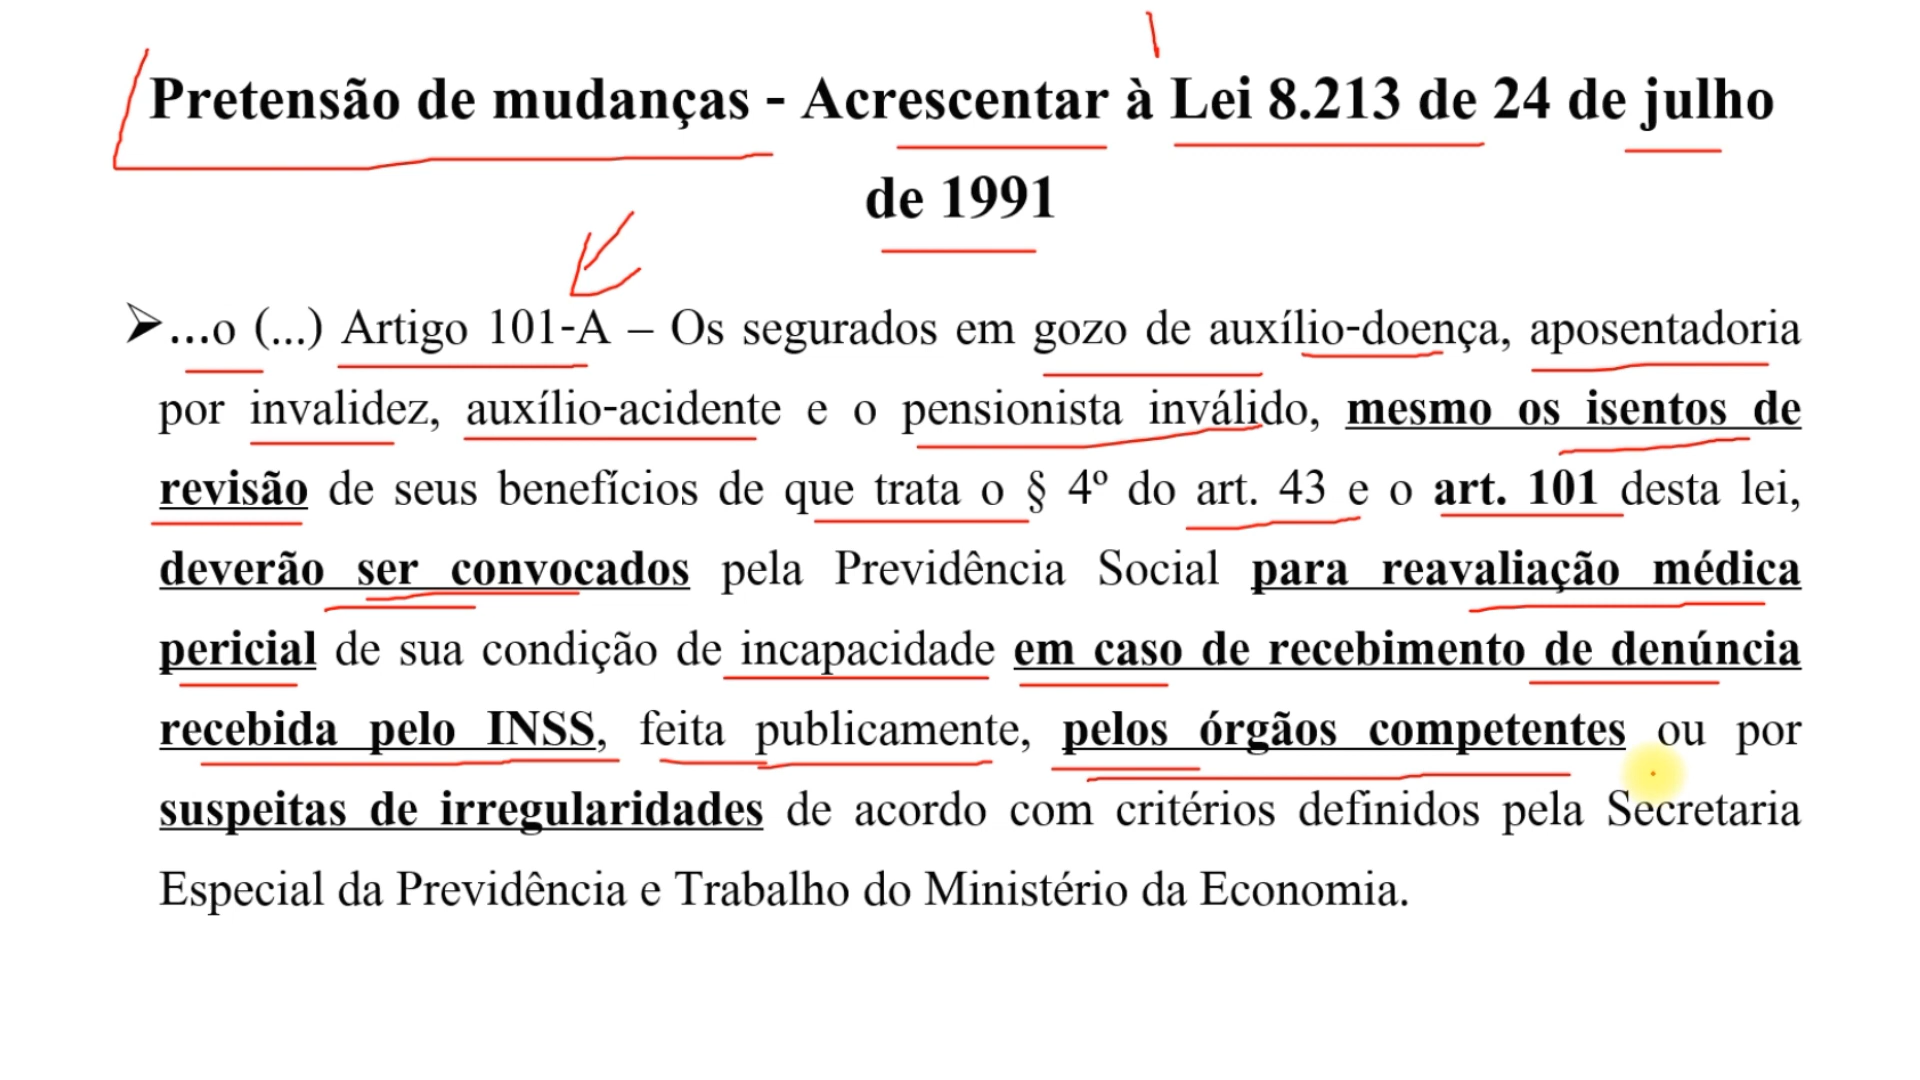 Pretensão de mudanças - Acrescentar à Lei 8.213 de 24 de julho
de 1991
...o (...) Artigo 101-A – Os segurados em gozo de auxílio-doença, aposentadoria
por invalidez, auxílio-acidente e o pensionista inválido, mesmo os isentos de
revisão de seus benefícios de que trata o § 4º do art. 43 e o art. 101 desta lei,
deverão ser convocados pela Previdência Social para reavaliação médica
pericial de sua condição de incapacidade em caso de recebimento de denúncia
recebida pelo INSS, feita publicamente, pelos órgãos competentes ou por
suspeitas de irregularidades de acordo com critérios definidos pela Secretaria
Especial da Previdência e Trabalho do Ministério da Economia.